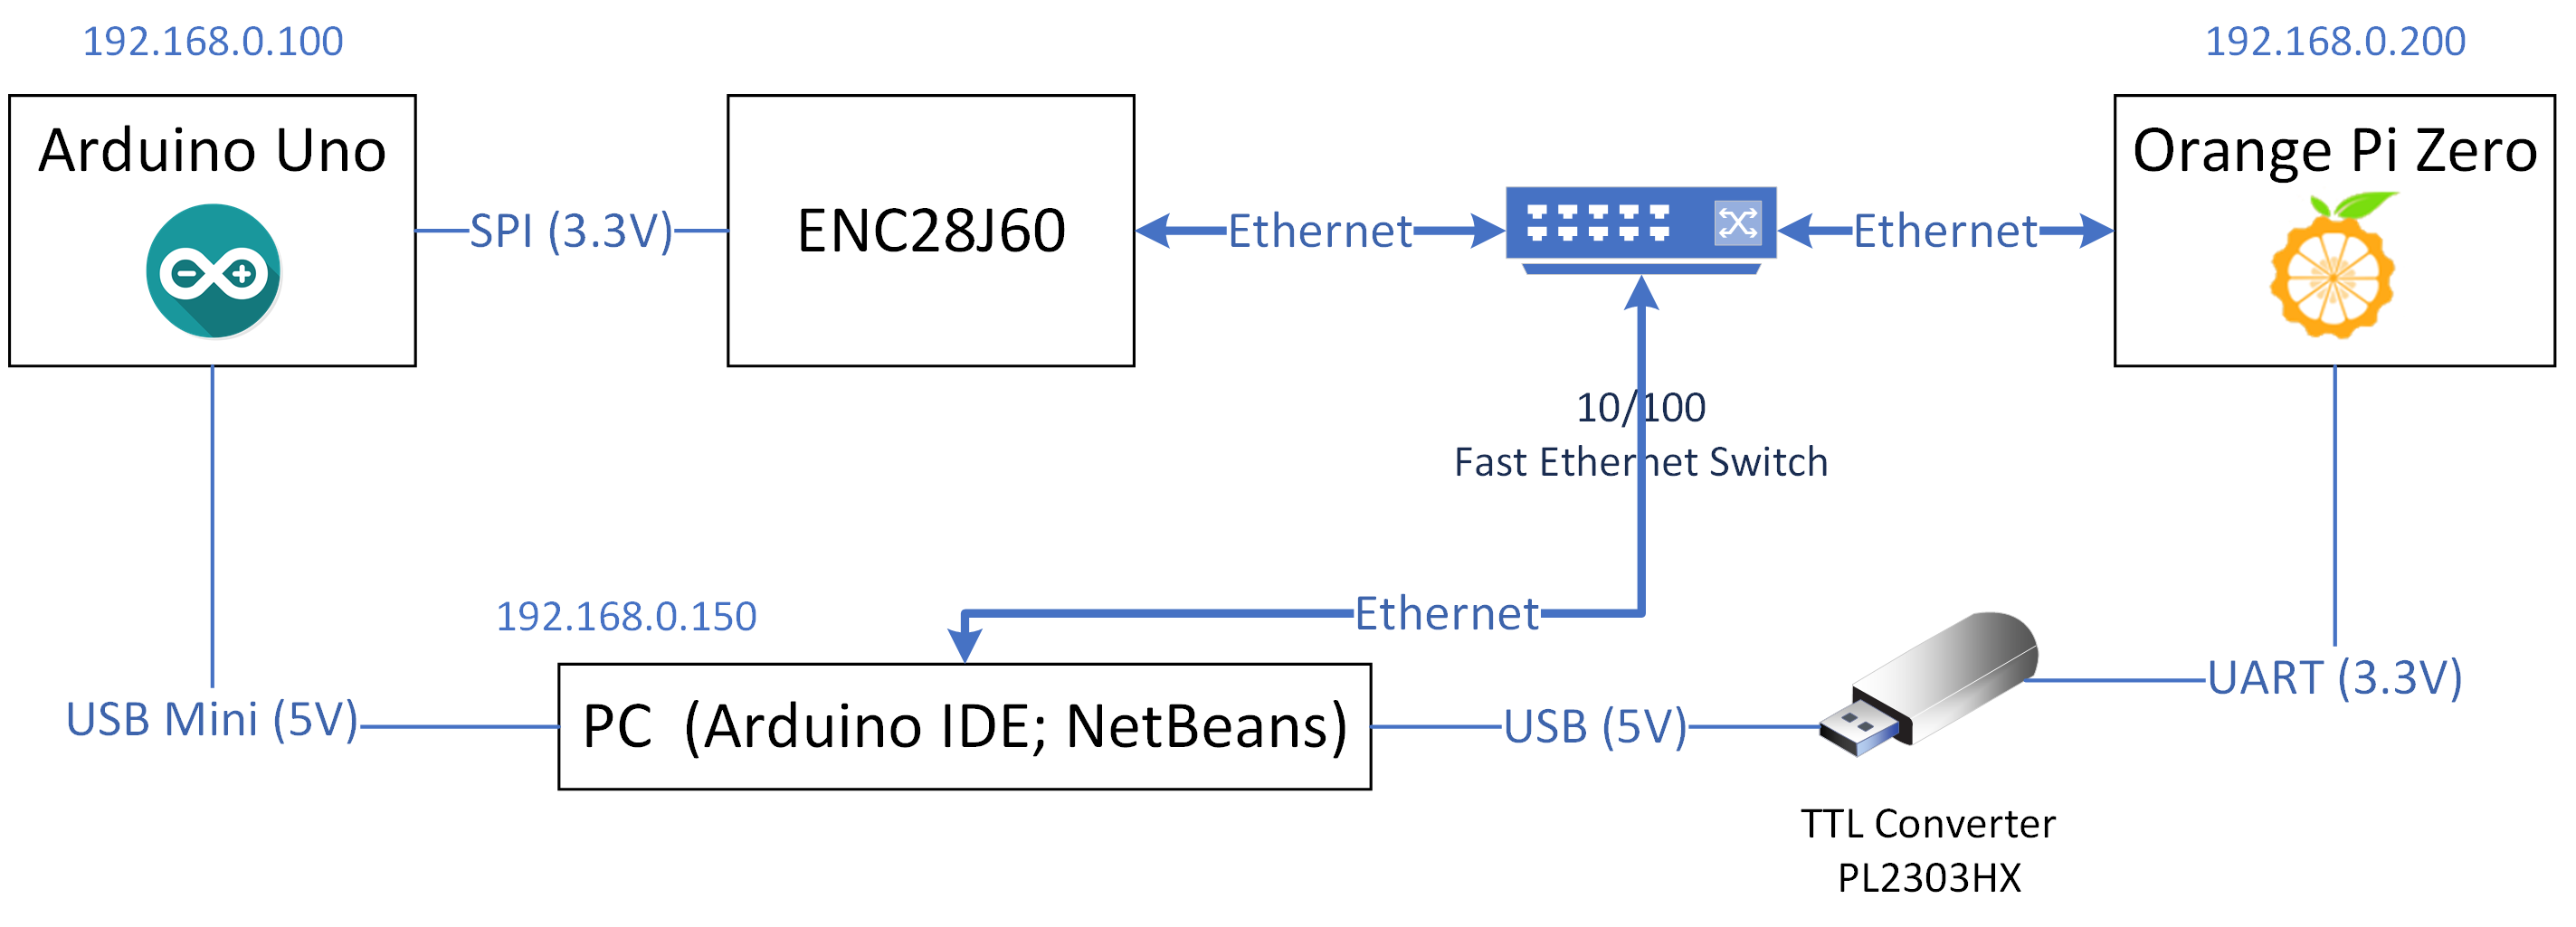 192.168.0.100
192.168.0.200
Arduino Uno
SPI (3.3V)
ENC28J60
Ethernet
Ethernet
Orange Pi Zero
10/100
Fast Ethernet Switch
192.168.0.150
Ethernet
USB Mini (5V)
PC (Arduino IDE; NetBeans)
USB (5V)
UART (3.3V)
TTL Converter
PL2303HX